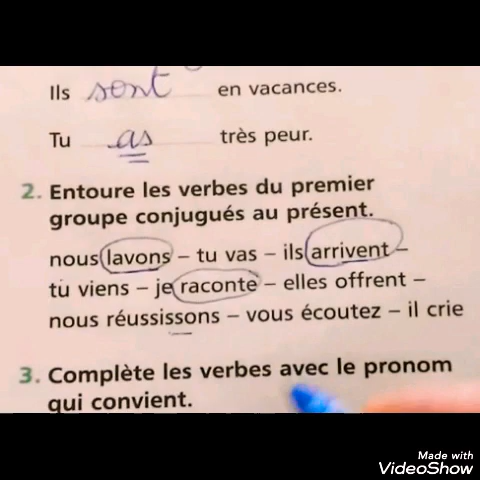 Ils sont en vacances.
Tu as très peur.
2. Entoure les verbes du premier
groupe conjugués au présent.
nous lavons – tu vas – ils arrivent –
tu viens – je raconte – elles offrent –
nous réussissons – vous écoutez – il crie
3. Complète les verbes avec le pronom
qui convient.
Made with
VideoShow